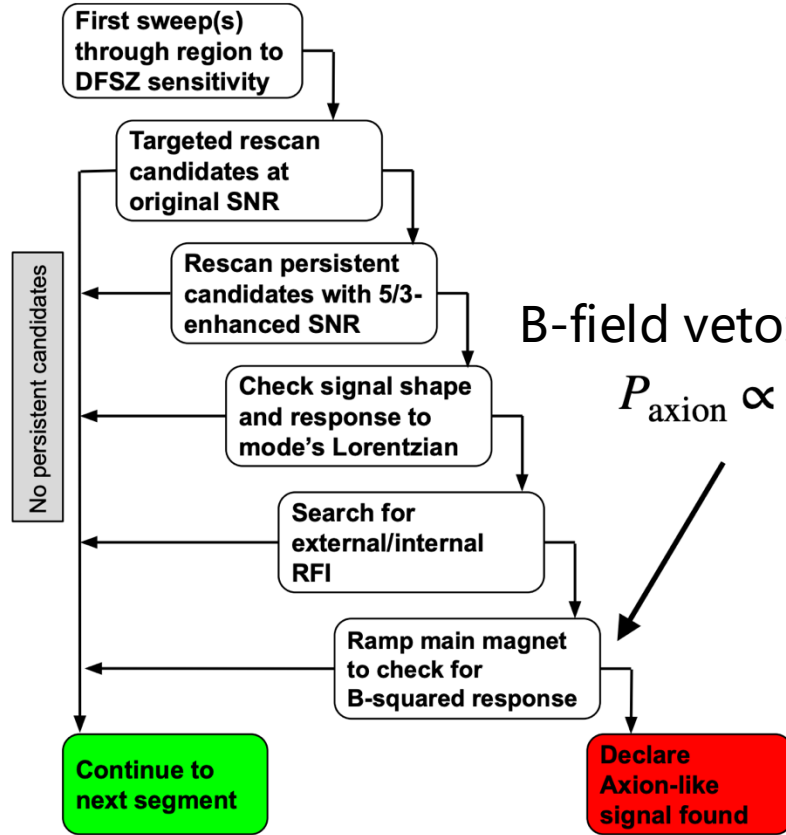 First sweep(s)
through region to
DFSZ sensitivity
Targeted rescan
candidates at
original SNR
No persistent candidates
Rescan persistent
candidates with 5/3-
enhanced SNR
B-field veto
P_axion ∝
Check signal shape
and response to
mode’s Lorentzian
Search for
external/internal
RFI
Ramp main magnet
to check for
B-squared response
Continue to
next segment
Declare
Axion-like
signal found